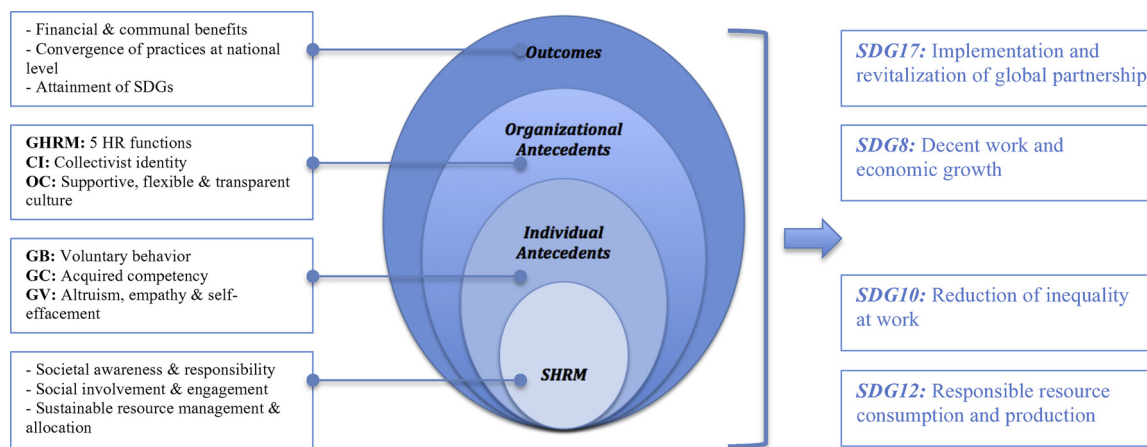 - Financial & communal benefits
- Convergence of practices at national
level
- Attainment of SDGs
GHRM: 5 HR functions
CI: Collectivist identity
OC: Supportive, flexible & transparent
culture
GB: Voluntary behavior
GC: Acquired competency
GV: Altruism, empathy & self-
effacement
- Societal awareness & responsibility
- Social involvement & engagement
- Sustainable resource management &
allocation
Outcomes
Organizational
Antecedents
Individual
Antecedents
SHRM
SDG17: Implementation and
revitalization of global partnership
SDG8: Decent work and
economic growth
SDG10: Reduction of inequality
at work
SDG12: Responsible resource
consumption and production